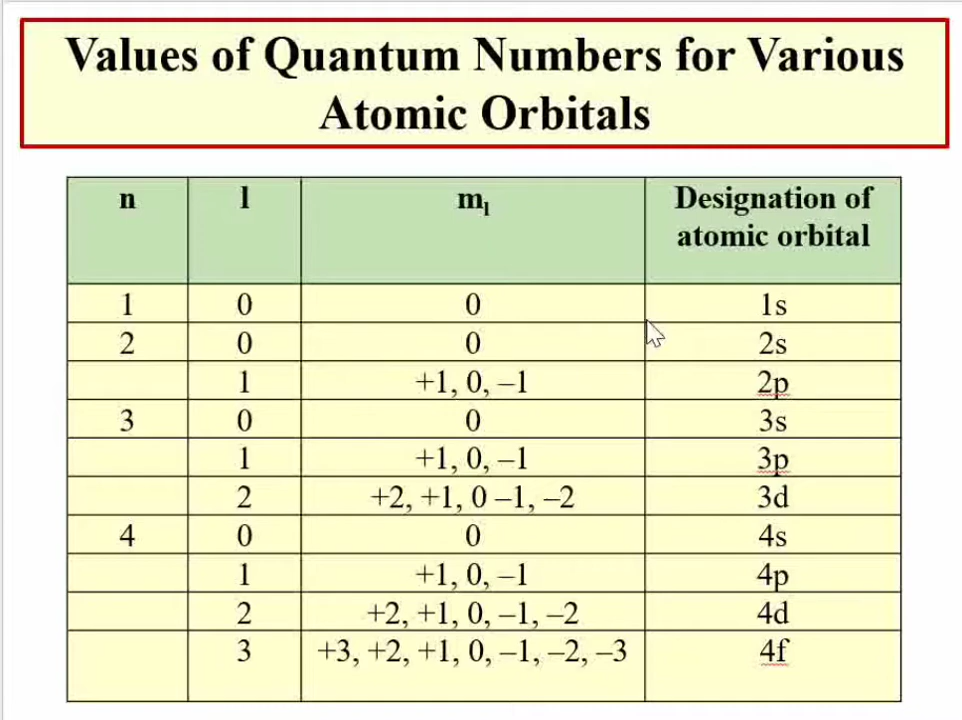 Values of Quantum Numbers for Various
Atomic Orbitals
n l mₗ Designation of
atomic orbital
1 0 0 1s
2 0 0 2s
1 +1, 0, –1 2p
3 0 0 3s
1 +1, 0, –1 3p
2 +2, +1, 0 –1, –2 3d
4 0 0 4s
1 +1, 0, –1 4p
2 +2, +1, 0, –1, –2 4d
3 +3, +2, +1, 0, –1, –2, –3 4f